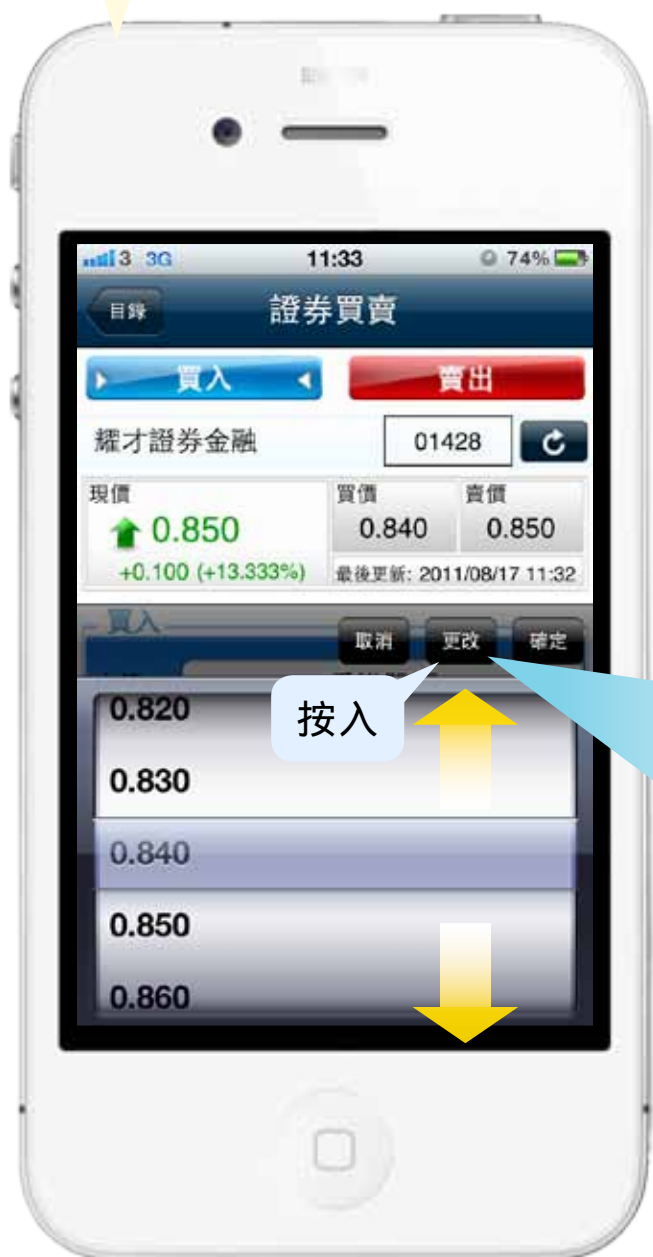 3 3G 11:33 74%
目錄 證券買賣
買入 賣出
耀才證券金融 01428
現價 買價 賣價
0.850 0.840 0.850
+0.100 (+13.333%) 最後更新: 2011/08/17 11:32
買入 取消 更改 確定
按入
0.820
0.830
0.840
0.850
0.860